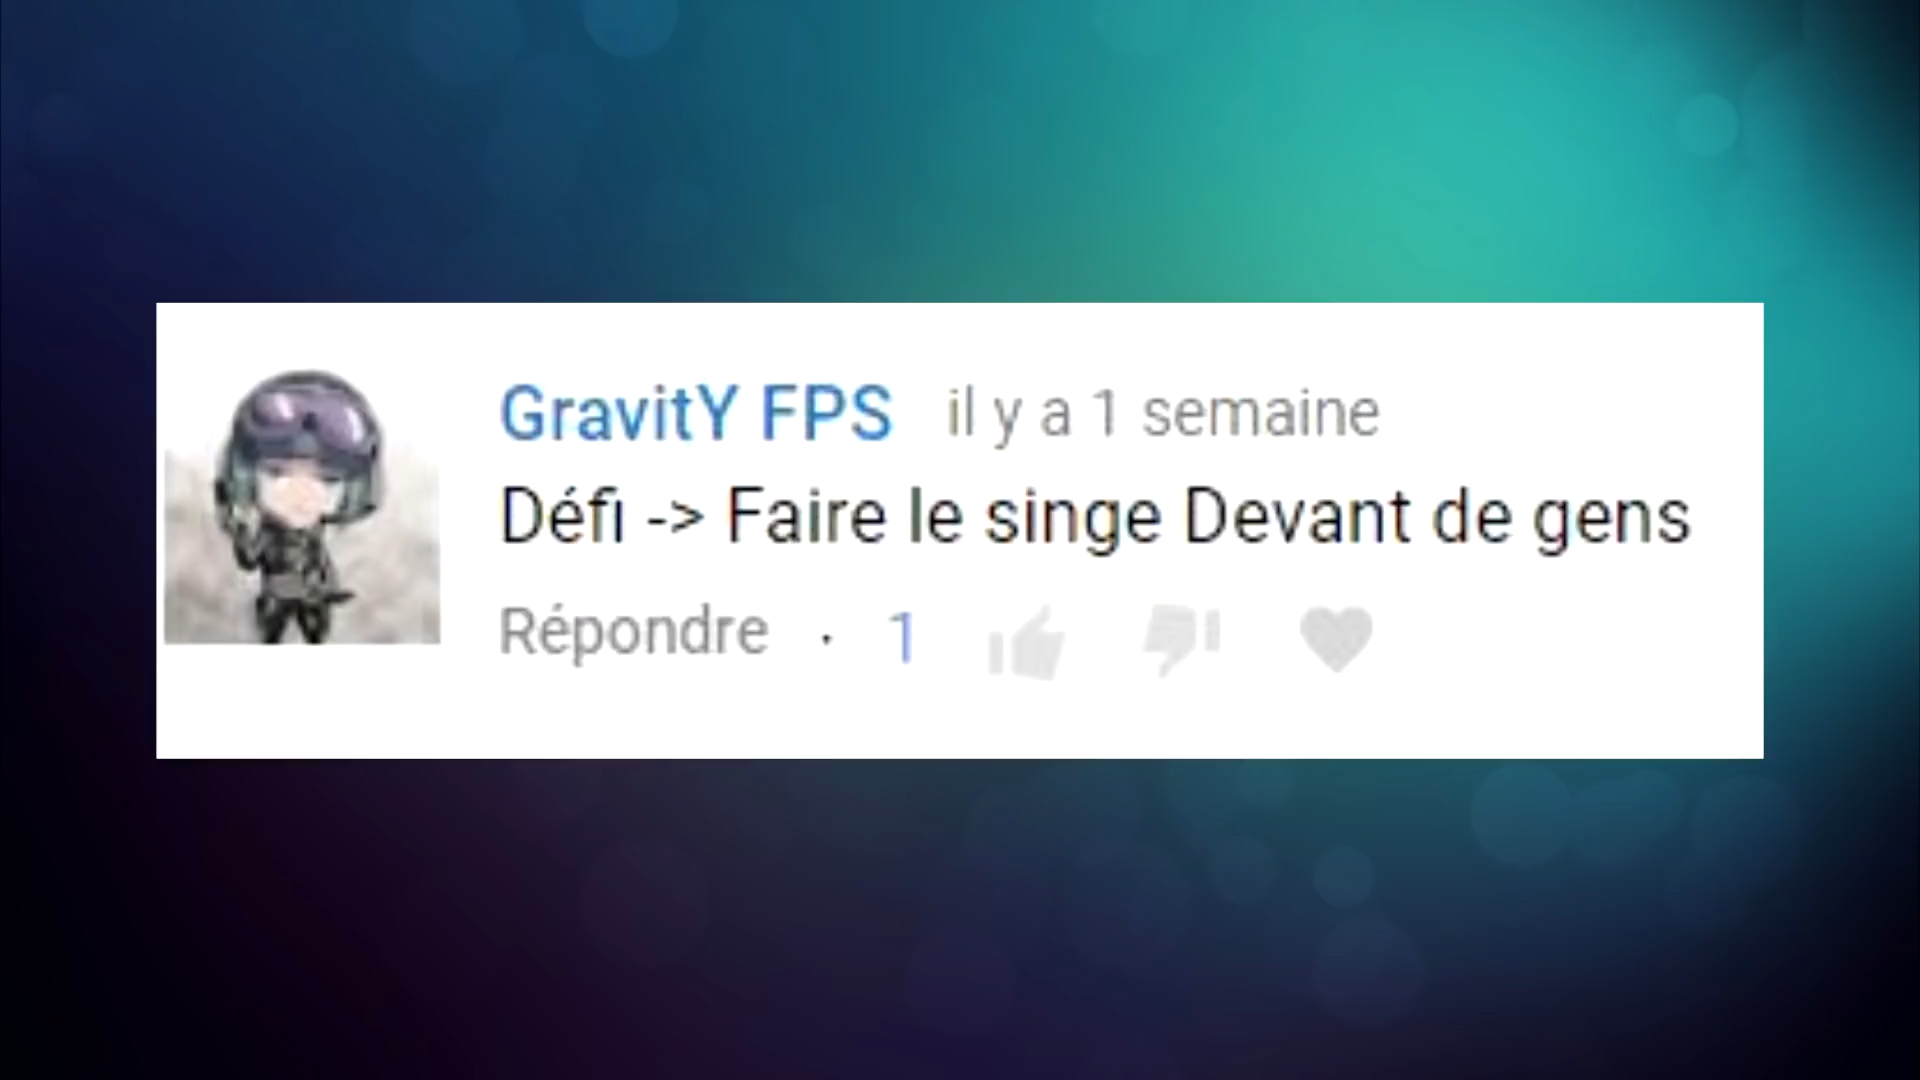 GravitY FPS il y a 1 semaine
Défi -> Faire le singe Devant de gens
Répondre · 1